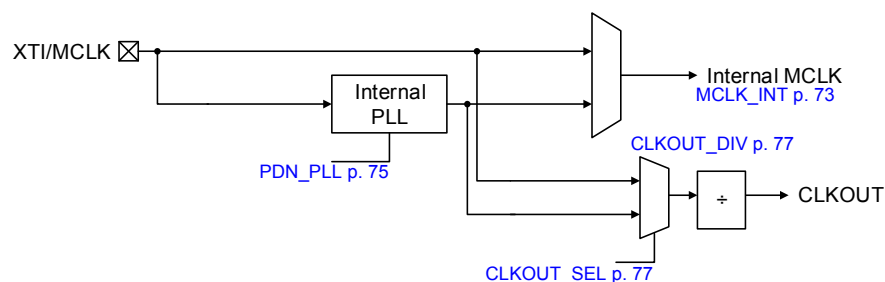 XTI/MCLK
Internal
PLL
PDN_PLL p. 75
Internal MCLK
MCLK_INT p. 73
CLKOUT_DIV p. 77
÷
CLKOUT
CLKOUT_SEL p. 77